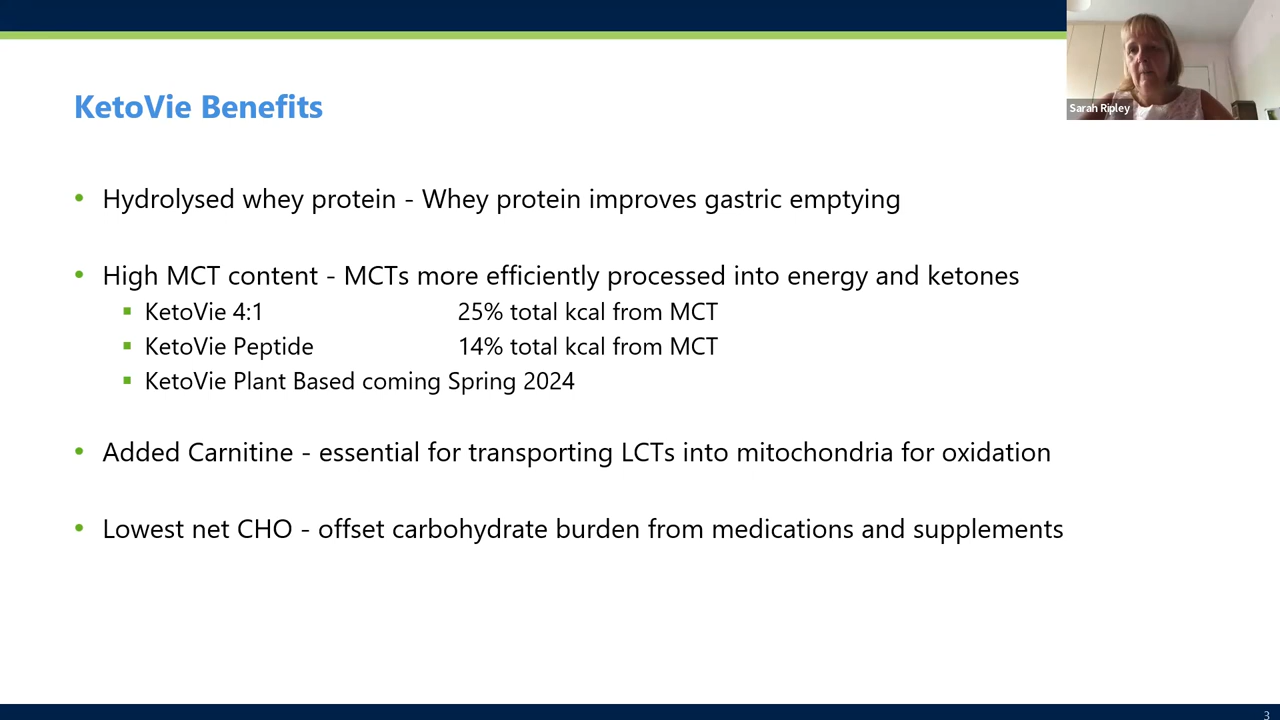 Sarah Ripley
KetoVie Benefits
• Hydrolysed whey protein - Whey protein improves gastric emptying
• High MCT content - MCTs more efficiently processed into energy and ketones
▪ KetoVie 4:1 25% total kcal from MCT
▪ KetoVie Peptide 14% total kcal from MCT
▪ KetoVie Plant Based coming Spring 2024
• Added Carnitine - essential for transporting LCTs into mitochondria for oxidation
• Lowest net CHO - offset carbohydrate burden from medications and supplements
3